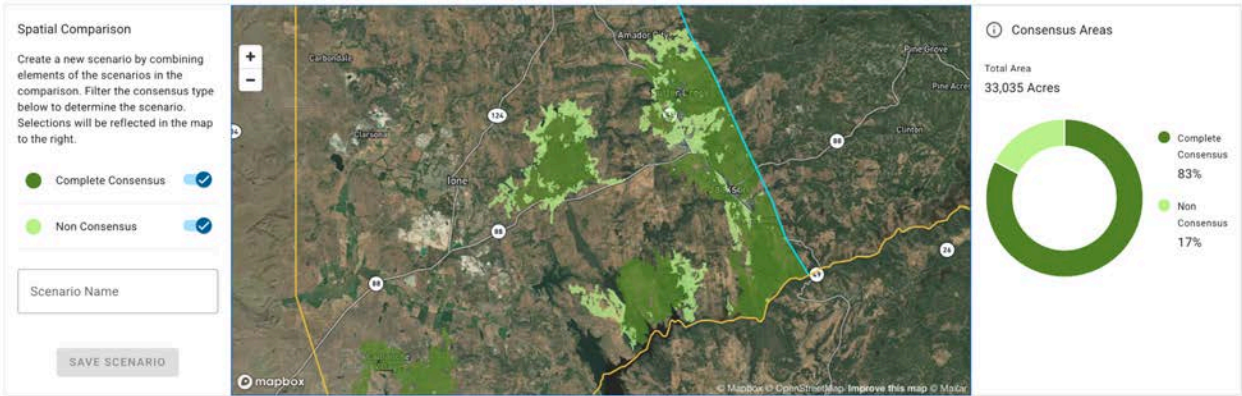 Spatial Comparison
Create a new scenario by combining
elements of the scenarios in the
comparison. Filter the consensus type
below to determine the scenario.
Selections will be reflected in the map
to the right.
Complete Consensus
Non Consensus
Scenario Name
SAVE SCENARIO
+
−
Carbondale
Amador City
Pine Grove
Pine Acres
124
Clarsona
88
Clinton
Ione
88
26
49
88
mapbox
© Mapbox © OpenStreetMap Improve this map © Maxar
Consensus Areas
Total Area
33,035 Acres
Complete
Consensus
83%
Non
Consensus
17%